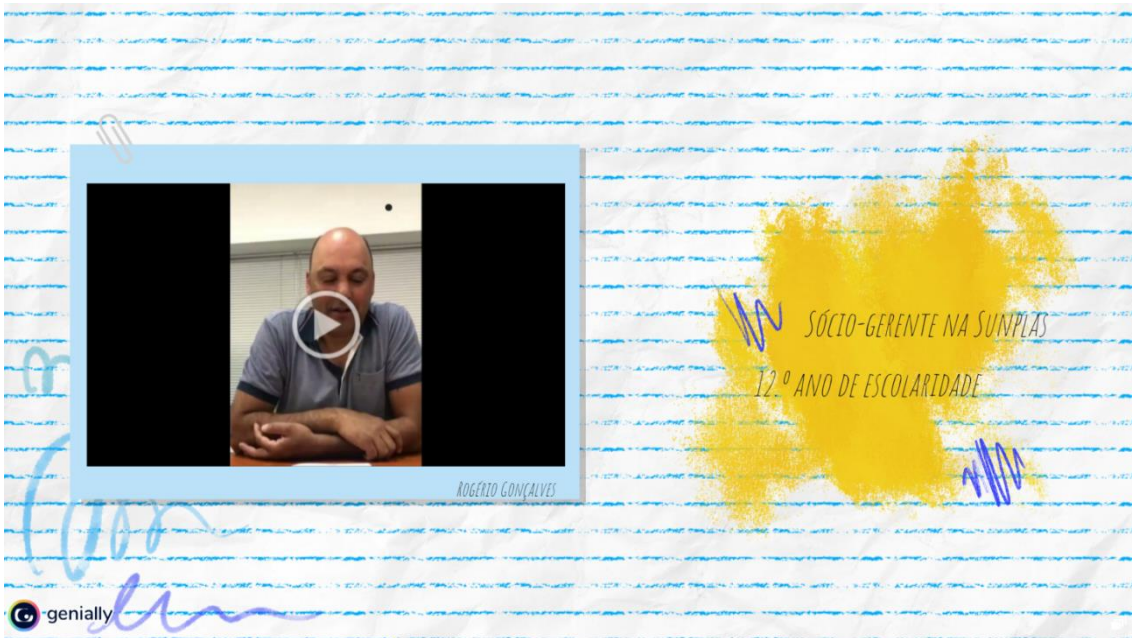 Rogério Gonçalves
Sócio-gerente na Sunplas
12.º ano de escolaridade
genially